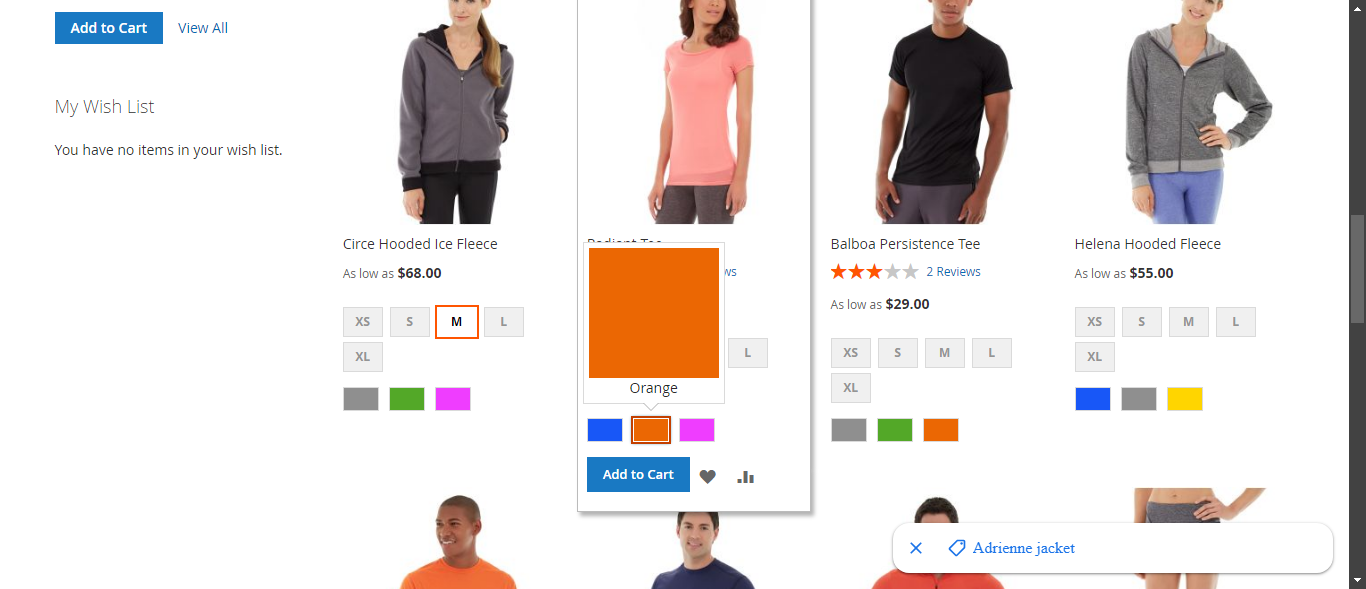 Add to Cart
View All
My Wish List
You have no items in your wish list.
Circe Hooded Ice Fleece
As low as $68.00
XS
S
M
L
XL
Radiant Tee
Orange
L
Add to Cart
Balboa Persistence Tee
2 Reviews
As low as $29.00
XS
S
M
L
XL
Helena Hooded Fleece
As low as $55.00
XS
S
M
L
XL
Adrienne jacket